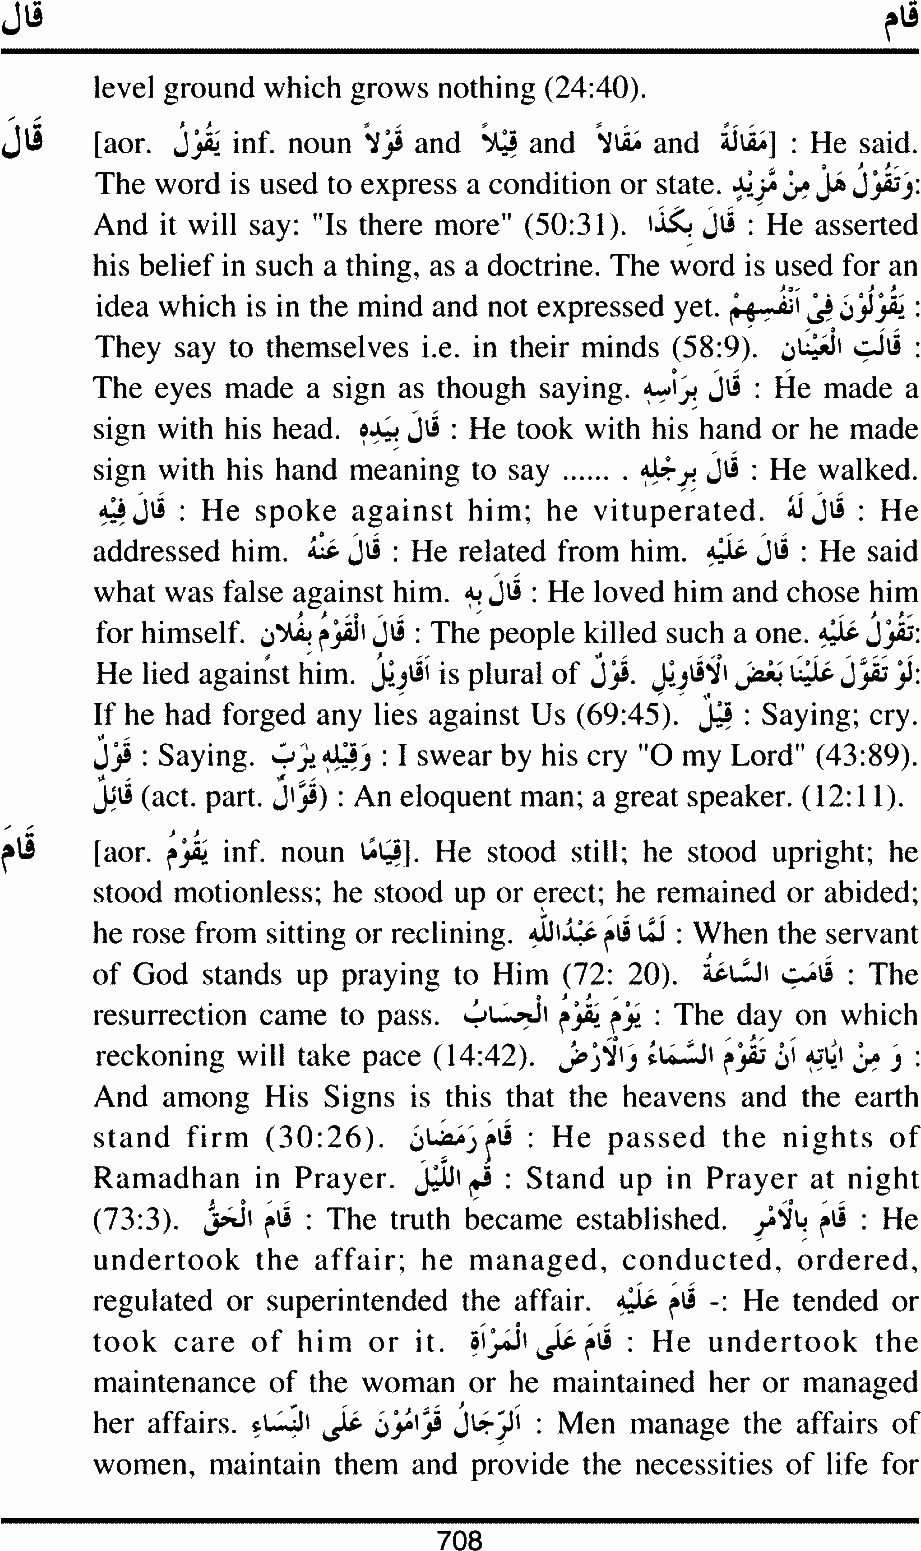 قال قام
level ground which grows nothing (24:40).
قَالَ [aor. يَقُوْلُ inf. noun قَوْلاً and قِيْلاً and مَقَالاً and مَقَالَةً] : He said.
The word is used to express a condition or state. وَتَقُوْلُ هَلْ مِنْ مَّزِيْدٍ:
And it will say: "Is there more" (50:31). قَالَ بِكَذَا : He asserted
his belief in such a thing, as a doctrine. The word is used for an
idea which is in the mind and not expressed yet. يَقُوْلُوْنَ فِىْ اَنْفُسِهِمْ :
They say to themselves i.e. in their minds (58:9). قَالَتِ الْعَيْنَانِ :
The eyes made a sign as though saying. قَالَ بِرَأْسِهِ : He made a
sign with his head. قَالَ بِيَدِهِ : He took with his hand or he made
sign with his hand meaning to say ...... . قَالَ بِرِجْلِهِ : He walked.
قَالَ فِيْهِ : He spoke against him; he vituperated. قَالَ لَهُ : He
addressed him. قَالَ عَنْهُ : He related from him. قَالَ عَلَيْهِ : He said
what was false against him. قَالَ بِهِ : He loved him and chose him
for himself. قَالَ الْقَوْمُ بِفُلاَنٍ : The people killed such a one. تَقَوَّلَ عَلَيْهِ:
He lied against him. اَقَاوِيْلُ is plural of قَوْلٌ. لَوْ تَقَوَّلَ عَلَيْنَا بَعْضَ الْاَقَاوِيْلِ:
If he had forged any lies against Us (69:45). قِيْلٌ : Saying; cry.
قَوْلٌ : Saying. وَقِيْلِهِ يٰرَبِّ : I swear by his cry "O my Lord" (43:89).
قَائِلٌ (act. part. قَوَّالٌ) : An eloquent man; a great speaker. (12:11).
قَامَ [aor. يَقُوْمُ inf. noun قِيَامًا]. He stood still; he stood upright; he
stood motionless; he stood up or erect; he remained or abided;
he rose from sitting or reclining. لَمَّا قَامَ عَبْدُاللّٰهِ : When the servant
of God stands up praying to Him (72: 20). قَامَتِ السَّاعَةُ : The
resurrection came to pass. يَوْمَ يَقُوْمُ الْحِسَابُ : The day on which
reckoning will take pace (14:42). وَ مِنْ اٰيَاتِهِ اَنْ تَقُوْمَ السَّمَاءُ وَالْاَرْضُ :
And among His Signs is this that the heavens and the earth
stand firm (30:26). قَامَ رَمَضَانَ : He passed the nights of
Ramadhan in Prayer. قُمِ اللَّيْلَ : Stand up in Prayer at night
(73:3). قَامَ الْحَقُّ : The truth became established. قَامَ بِالْاَمْرِ : He
undertook the affair; he managed, conducted, ordered,
regulated or superintended the affair. قَامَ عَلَيْهِ -: He tended or
took care of him or it. قَامَ عَلَى الْمَرْاَةِ : He undertook the
maintenance of the woman or he maintained her or managed
her affairs. اَلرِّجَالُ قَوَّامُوْنَ عَلَى النِّسَاءِ : Men manage the affairs of
women, maintain them and provide the necessities of life for
708